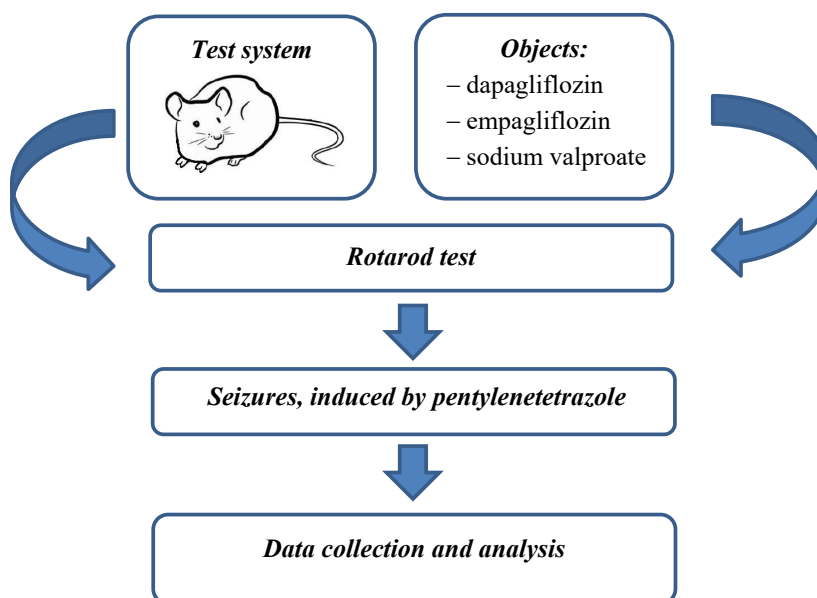 Test system
Objects:
– dapagliflozin
– empagliflozin
– sodium valproate
Rotarod test
Seizures, induced by pentylenetetrazole
Data collection and analysis